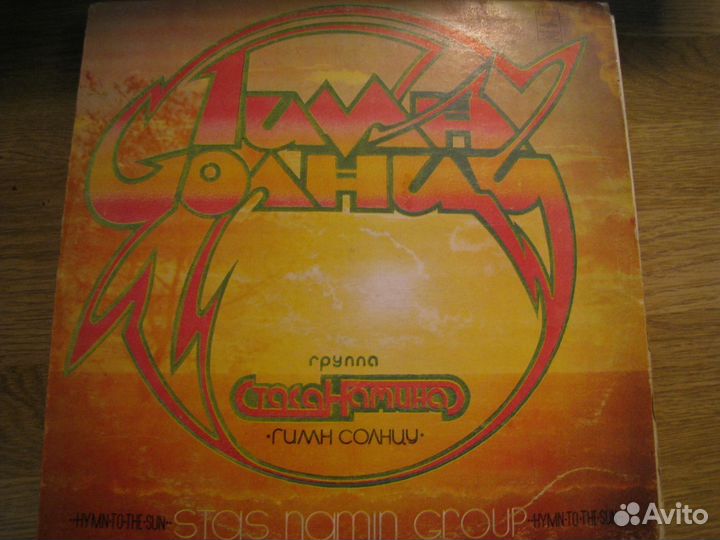 Гимн
Солнцу
группа
Стаса Намина
·Гимн Солнцу·
-HYMN-TO-THE-SUN- STAS NAMIN GROUP -HYMN-TO-THE-SUN
Avito